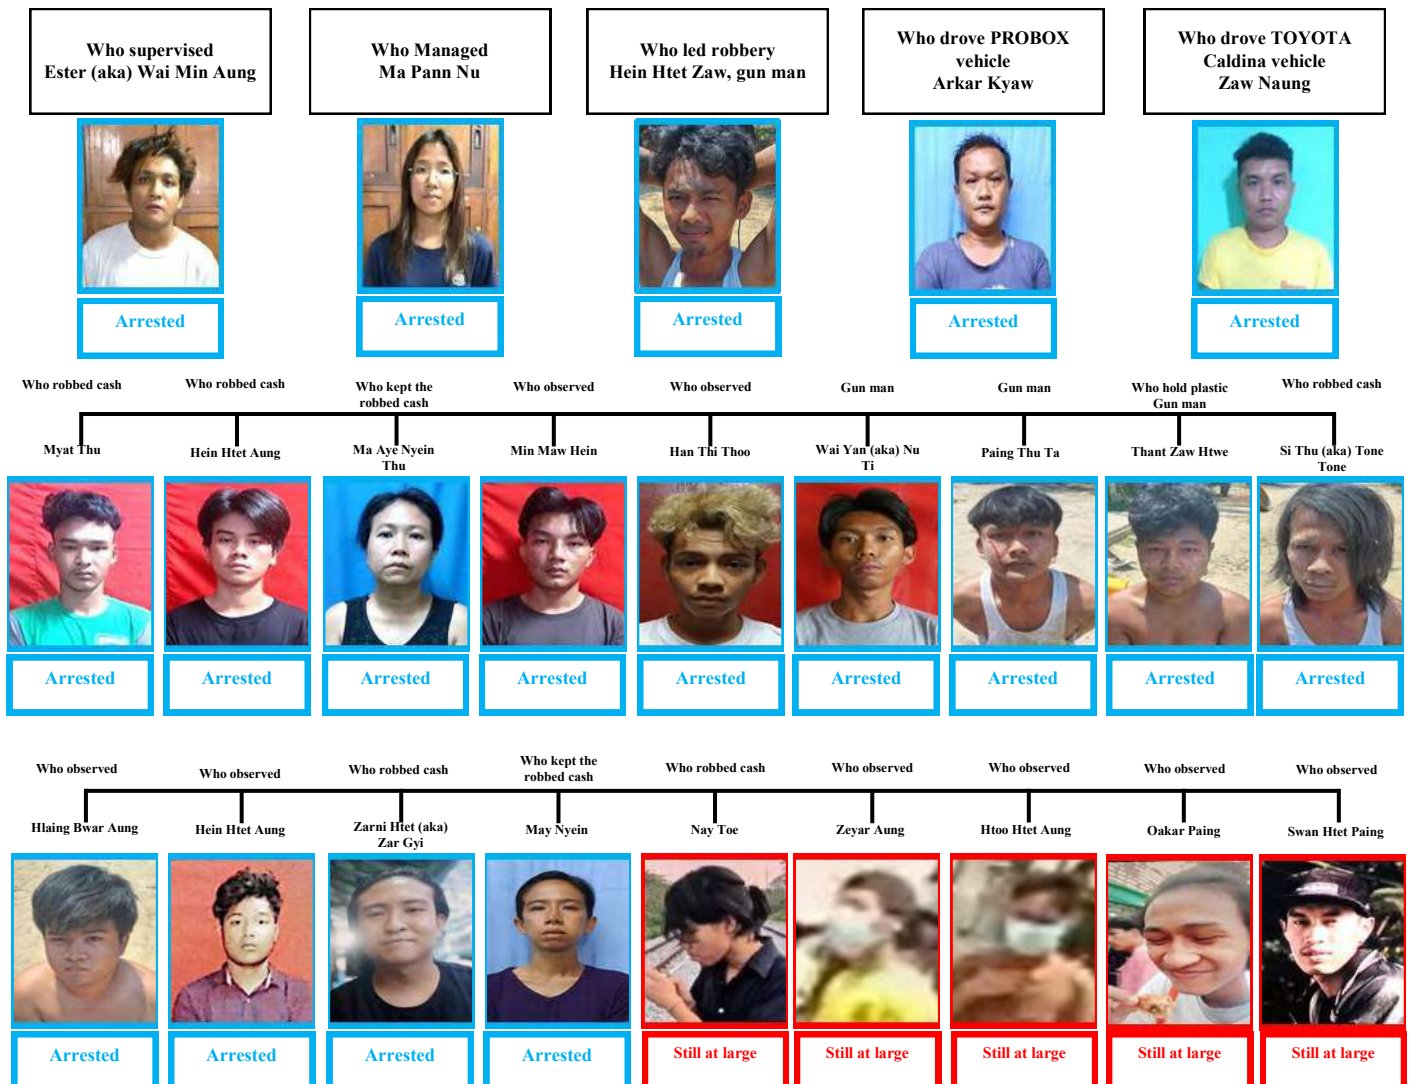 Who supervised
Ester (aka) Wai Min Aung
Who Managed
Ma Pann Nu
Who led robbery
Hein Htet Zaw, gun man
Who drove PROBOX
vehicle
Arkar Kyaw
Who drove TOYOTA
Caldina vehicle
Zaw Naung
Arrested
Arrested
Arrested
Arrested
Arrested
Who robbed cash
Who robbed cash
Who kept the
robbed cash
Who observed
Who observed
Gun man
Gun man
Who hold plastic
Gun man
Who robbed cash
Myat Thu
Hein Htet Aung
Ma Aye Nyein
Thu
Min Maw Hein
Han Thi Thoo
Wai Yan (aka) Nu
Ti
Paing Thu Ta
Thant Zaw Htwe
Si Thu (aka) Tone
Tone
Arrested
Arrested
Arrested
Arrested
Arrested
Arrested
Arrested
Arrested
Arrested
Who observed
Who observed
Who robbed cash
Who kept the
robbed cash
Who robbed cash
Who observed
Who observed
Who observed
Who observed
Hlaing Bwar Aung
Hein Htet Aung
Zarni Htet (aka)
Zar Gyi
May Nyein
Nay Toe
Zeyar Aung
Htoo Htet Aung
Oakar Paing
Swan Htet Paing
Arrested
Arrested
Arrested
Arrested
Still at large
Still at large
Still at large
Still at large
Still at large